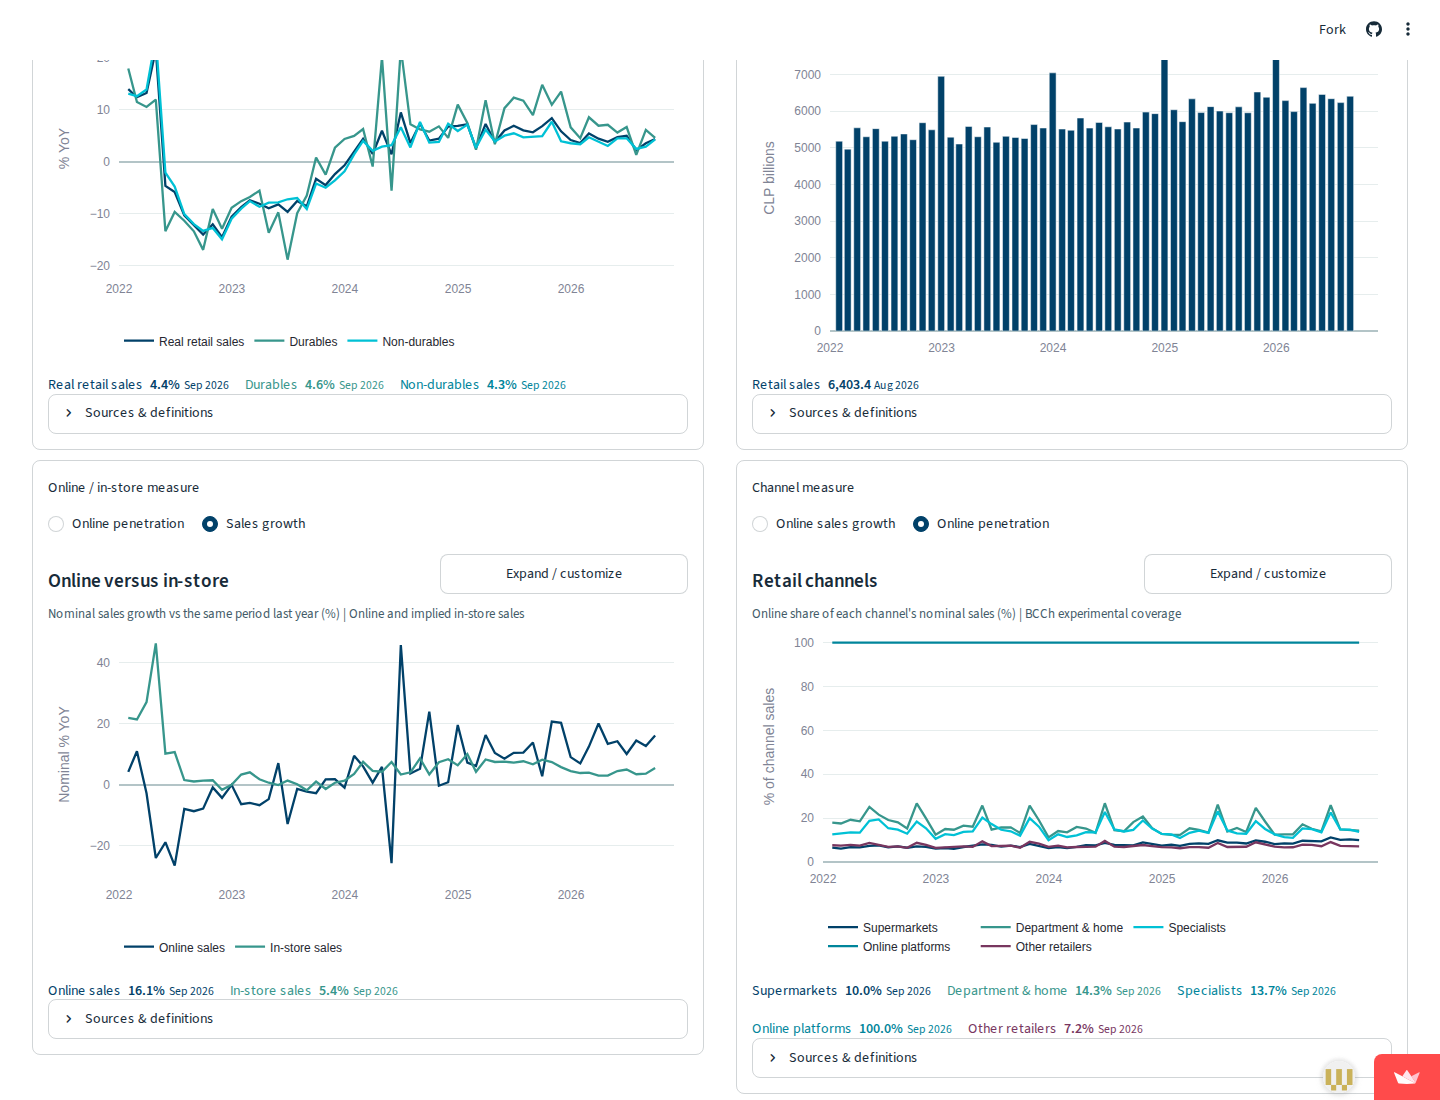 Fork
20
10
0
−10
−20
% YoY
2022 2023 2024 2025 2026
Real retail sales Durables Non-durables
Real retail sales 4.4% Sep 2026 Durables 4.6% Sep 2026 Non-durables 4.3% Sep 2026
Sources & definitions
7000
6000
5000
4000
3000
2000
1000
0
CLP billions
2022 2023 2024 2025 2026
Retail sales 6,403.4 Aug 2026
Sources & definitions
Online / in-store measure
Online penetration Sales growth
Online versus in-store
Expand / customize
Nominal sales growth vs the same period last year (%) | Online and implied in-store sales
40
20
0
−20
Nominal % YoY
2022 2023 2024 2025 2026
Online sales In-store sales
Online sales 16.1% Sep 2026 In-store sales 5.4% Sep 2026
Sources & definitions
Channel measure
Online sales growth Online penetration
Retail channels
Expand / customize
Online share of each channel's nominal sales (%) | BCCh experimental coverage
100
80
60
40
20
0
% of channel sales
2022 2023 2024 2025 2026
Supermarkets Department & home Specialists
Online platforms Other retailers
Supermarkets 10.0% Sep 2026 Department & home 14.3% Sep 2026 Specialists 13.7% Sep 2026
Online platforms 100.0% Sep 2026 Other retailers 7.2% Sep 2026
Sources & definitions